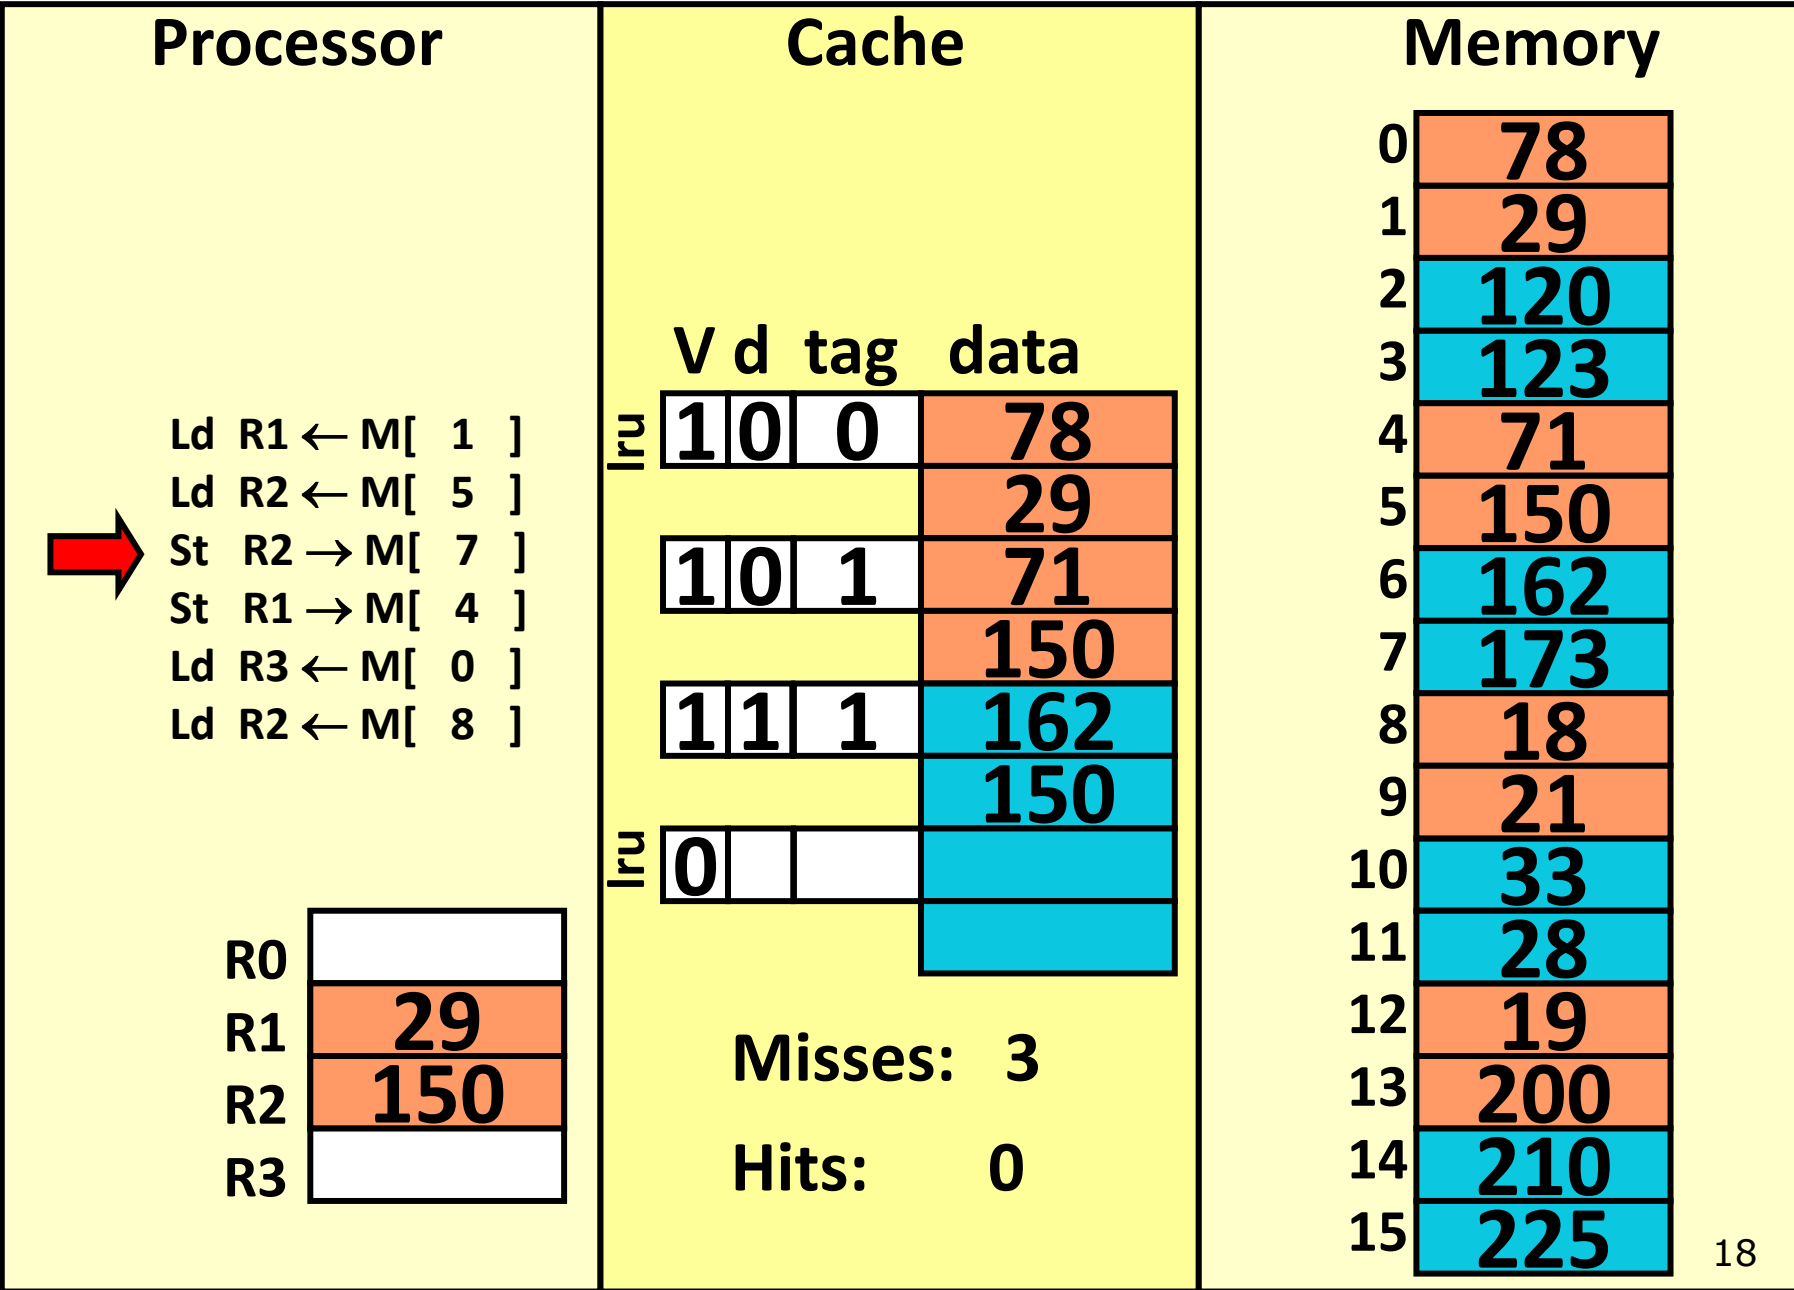 Processor
Ld R1 ← M[ 1 ]
Ld R2 ← M[ 5 ]
St R2 → M[ 7 ]
St R1 → M[ 4 ]
Ld R3 ← M[ 0 ]
Ld R2 ← M[ 8 ]
R0
R1 29
R2 150
R3
Cache
V d tag data
lru 1 0 0 78
29
1 0 1 71
150
1 1 1 162
150
lru 0
Misses: 3
Hits: 0
Memory
0 78
1 29
2 120
3 123
4 71
5 150
6 162
7 173
8 18
9 21
10 33
11 28
12 19
13 200
14 210
15 225
18